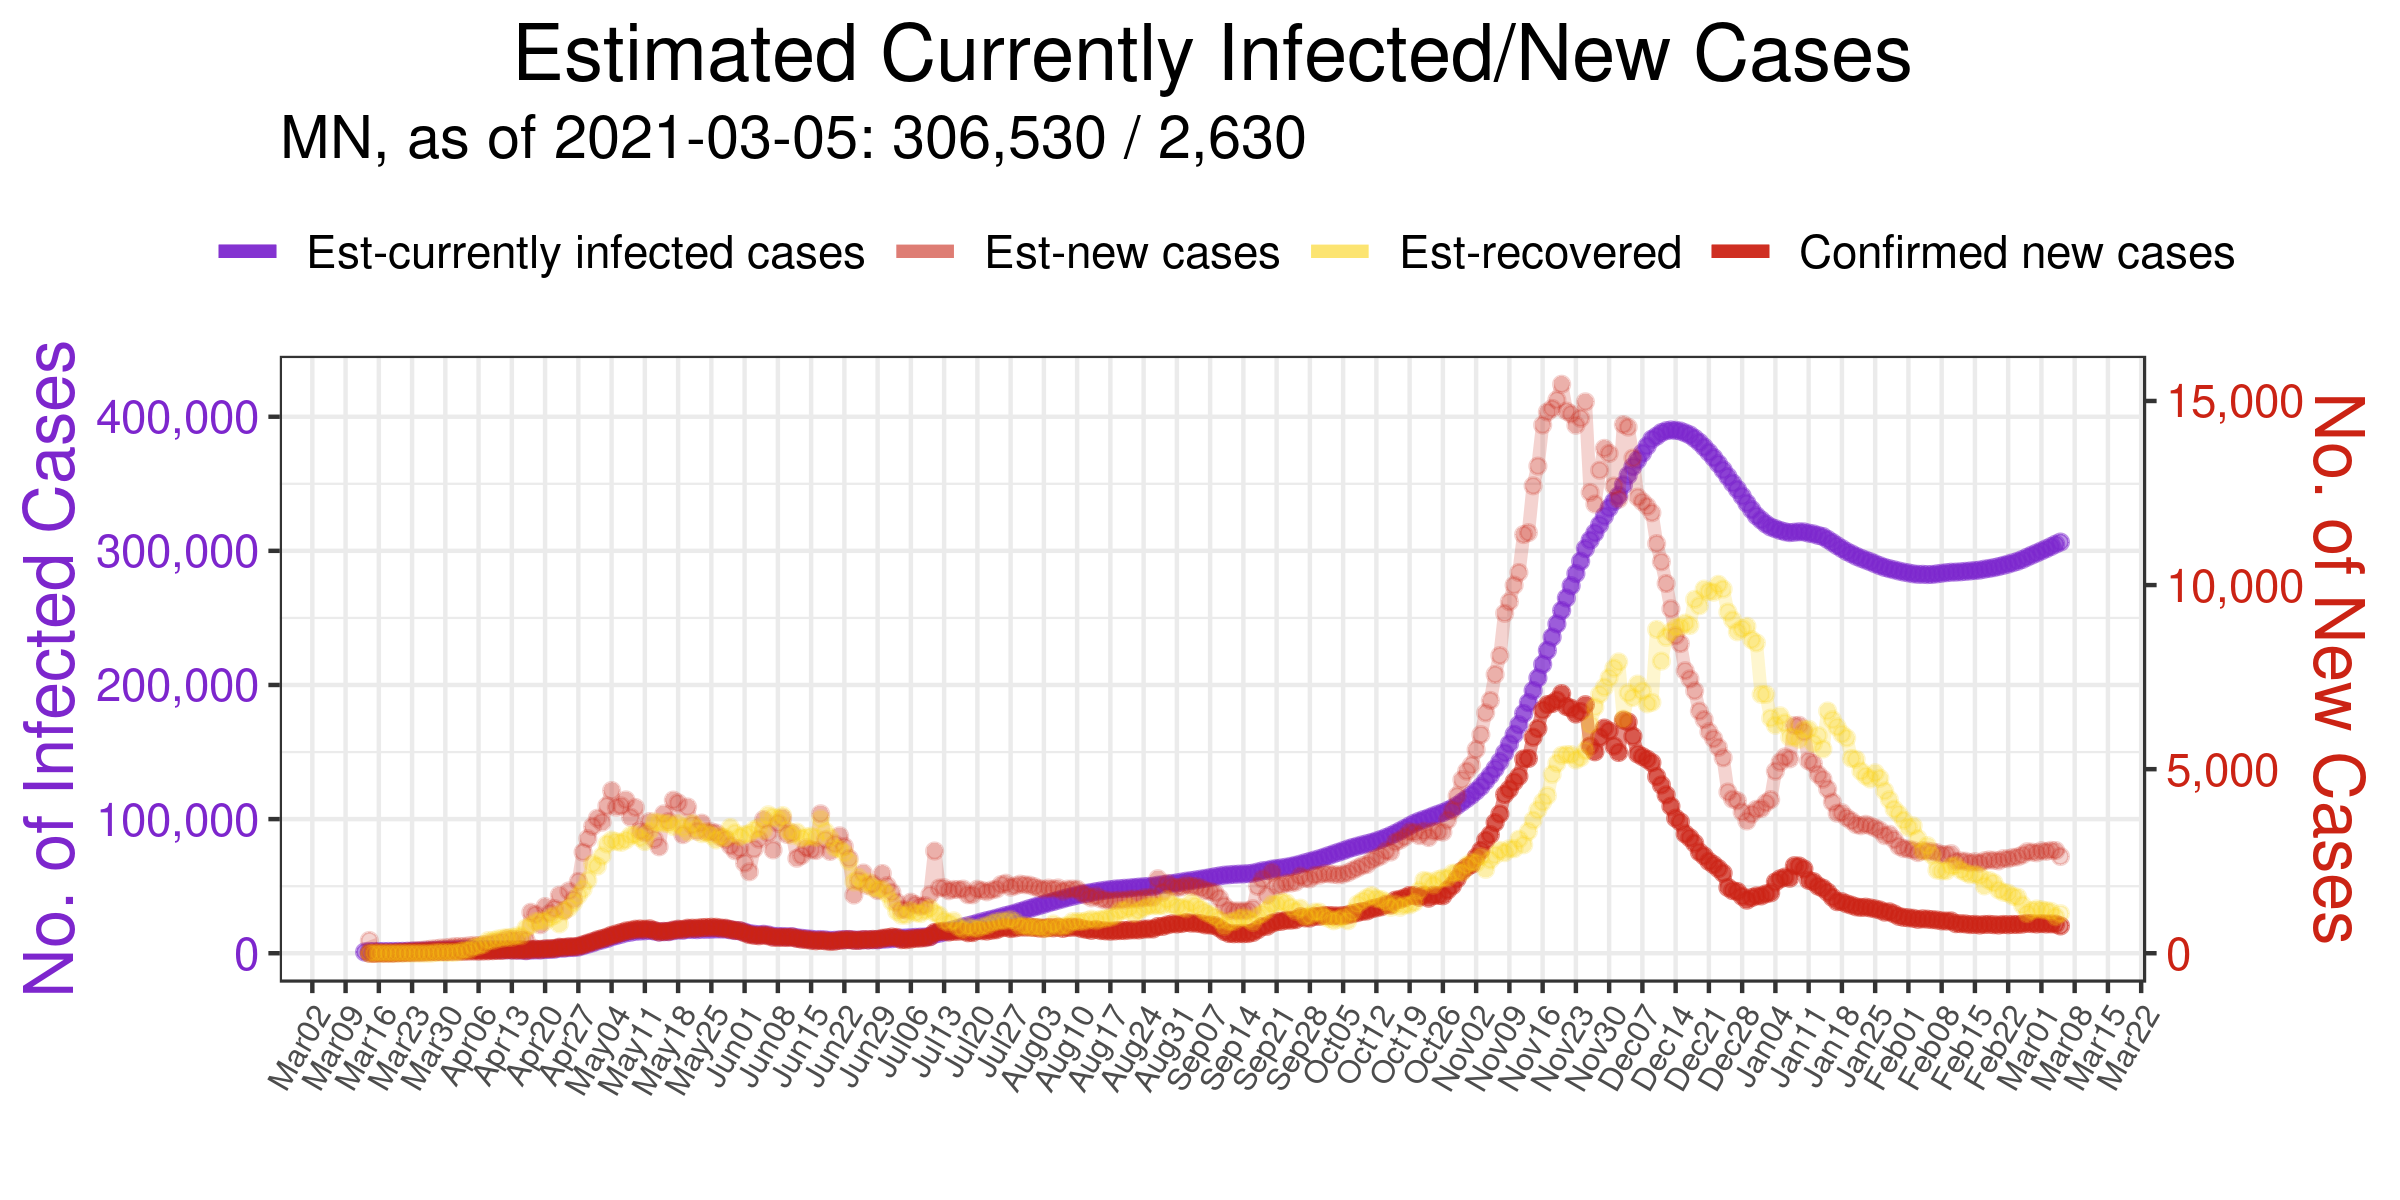 Estimated Currently Infected/New Cases
MN, as of 2021-03-05: 306,530 / 2,630
Est-currently infected cases Est-new cases Est-recovered Confirmed new cases
No. of Infected Cases
400,000
300,000
200,000
100,000
0
15,000
10,000
5,000
0
No. of New Cases
Mar02 Mar09 Mar16 Mar23 Mar30 Apr06 Apr13 Apr20 Apr27 May04 May11 May18 May25 Jun01 Jun08 Jun15 Jun22 Jun29 Jul06 Jul13 Jul20 Jul27 Aug03 Aug10 Aug17 Aug24 Aug31 Sep07 Sep14 Sep21 Sep28 Oct05 Oct12 Oct19 Oct26 Nov02 Nov09 Nov16 Nov23 Nov30 Dec07 Dec14 Dec21 Dec28 Dec04 Jan11 Jan18 Jan25 Feb01 Feb08 Feb15 Feb22 Mar01 Mar08 Mar15 Mar22